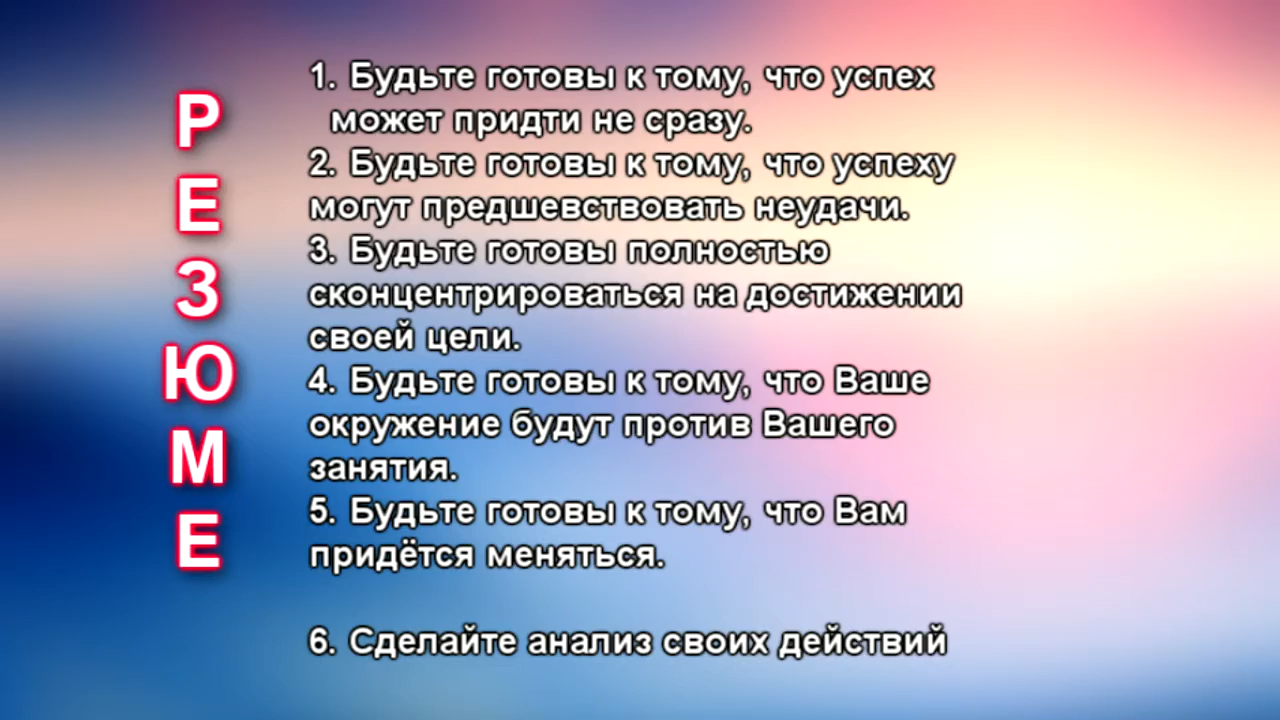 РЕЗЮМЕ
1. Будьте готовы к тому, что успех
может придти не сразу.
2. Будьте готовы к тому, что успеху
могут предшевствовать неудачи.
3. Будьте готовы полностью
сконцентрироваться на достижении
своей цели.
4. Будьте готовы к тому, что Ваше
окружение будут против Вашего
занятия.
5. Будьте готовы к тому, что Вам
придётся меняться.
6. Сделайте анализ своих действий